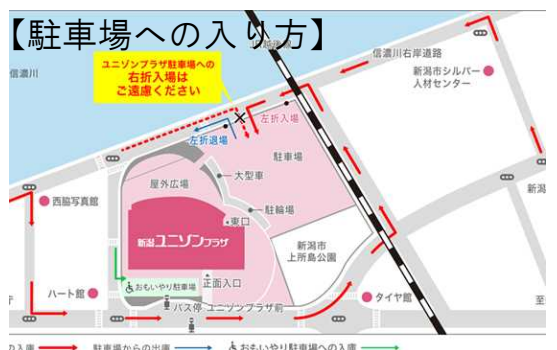 【駐車場への入り方】
信濃川
ユニゾンプラザ駐車場への
右折入場は
ご遠慮ください
信濃川右岸道路
新潟市シルバー
人材センター
左折入場
左折退場
駐車場
大型車
屋外広場
西脇写真館
駐輪場
東口
新潟ユニゾンプラザ
新潟市
上所島公園
おもいやり駐車場
正面入口
ハート館
バス停 ユニゾンプラザ前
タイヤ館
の入庫
駐車場からの出庫
おもいやり駐車場への入庫